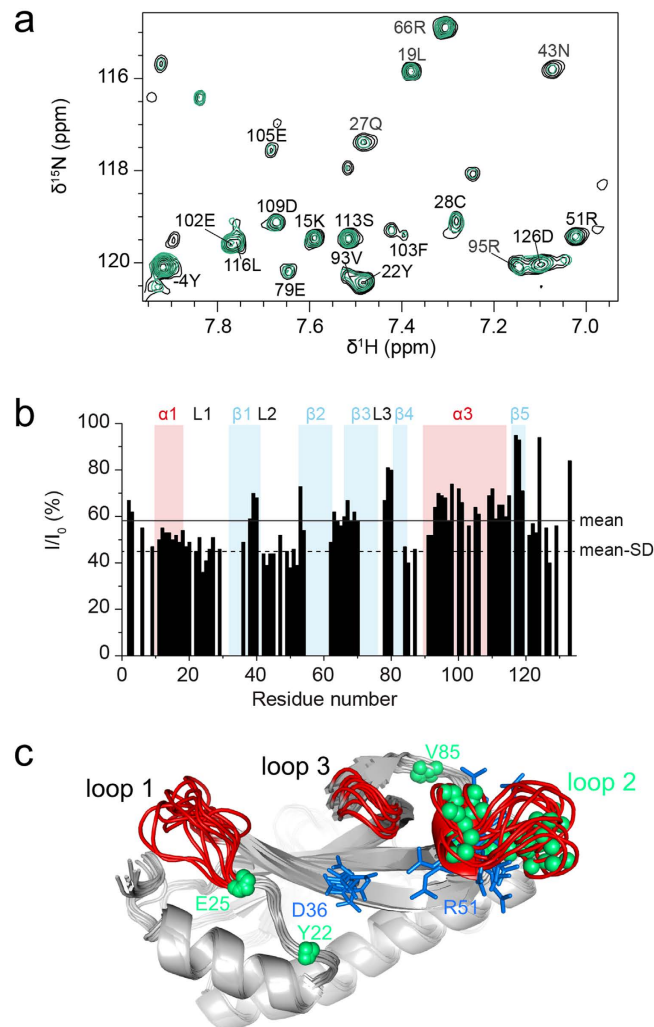 a
66R
19L
43N
116
27Q
105E
118
δ¹⁵N (ppm)
109D
15K
113S
28C
51R
102E
103F
126D
120
116L
93V
95R
-4Y
79E
22Y
7.8
7.6
7.4
7.2
7.0
δ¹H (ppm)
b
α1 L1 β1 L2 β2 β3 L3 β4 α3 β5
100
80
60
mean
mean-SD
40
20
0
I/I₀ (%)
0 20 40 60 80 100 120
Residue number
c
V85
loop 1
loop 3
loop 2
E25
D36
R51
Y22